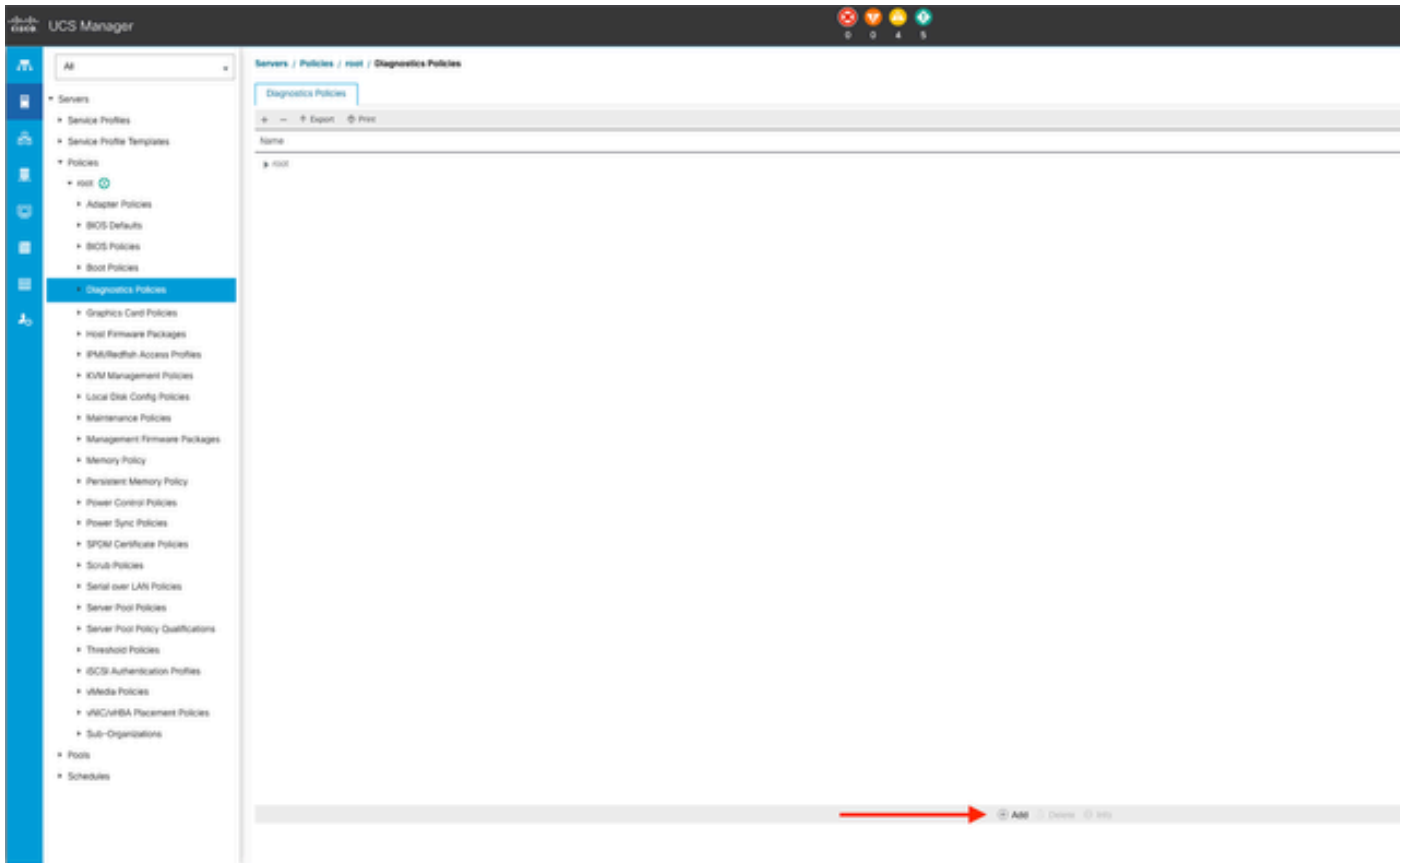 CISCO UCS Manager
0 0 4 5
All
Servers / Policies / root / Diagnostics Policies
Diagnostics Policies
+ − Export Print
Name
root
Servers
Service Profiles
Service Profile Templates
Policies
root
Adapter Policies
BIOS Defaults
BIOS Policies
Boot Policies
Diagnostics Policies
Graphics Card Policies
Host Firmware Packages
IPMI/Redfish Access Profiles
KVM Management Policies
Local Disk Config Policies
Maintenance Policies
Management Firmware Packages
Memory Policy
Persistent Memory Policy
Power Control Policies
Power Sync Policies
SPDM Certificate Policies
Scrub Policies
Serial over LAN Policies
Server Pool Policies
Server Pool Policy Qualifications
Threshold Policies
iSCSI Authentication Profiles
vMedia Policies
vNIC/vHBA Placement Policies
Sub-Organizations
Pools
Schedules
Add Delete Info